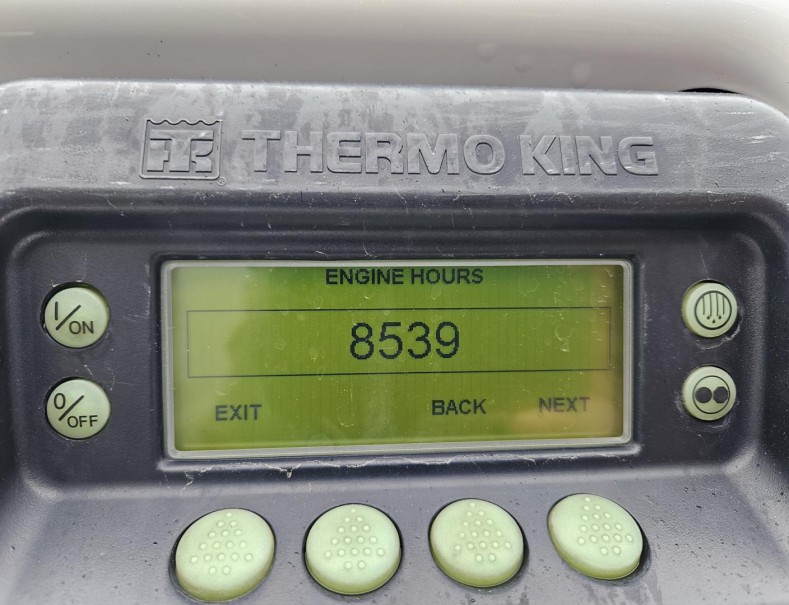 THERMO KING
ENGINE HOURS
I/ON
8539
O/OFF
EXIT BACK NEXT